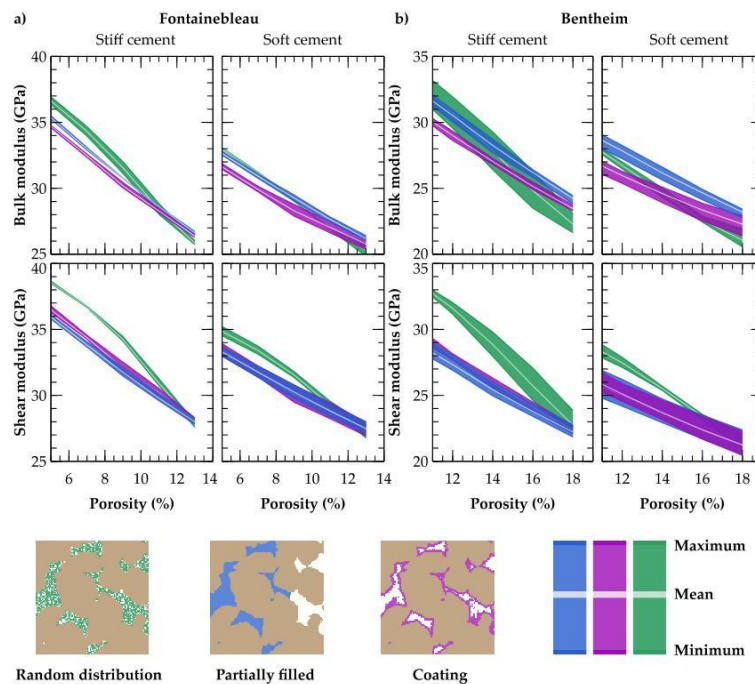 a) Fontainebleau b) Bentheim
Stiff cement Soft cement Stiff cement Soft cement
40 35
35 30
30 25
25 20
Bulk modulus (GPa) Bulk modulus (GPa)
40 35
35 30
30 25
25 20
Shear modulus (GPa) Shear modulus (GPa)
6 8 10 12 14 6 8 10 12 14 12 14 16 18 12 14 16 18
Porosity (%) Porosity (%) Porosity (%) Porosity (%)
Maximum
Mean
Minimum
Random distribution Partially filled Coating